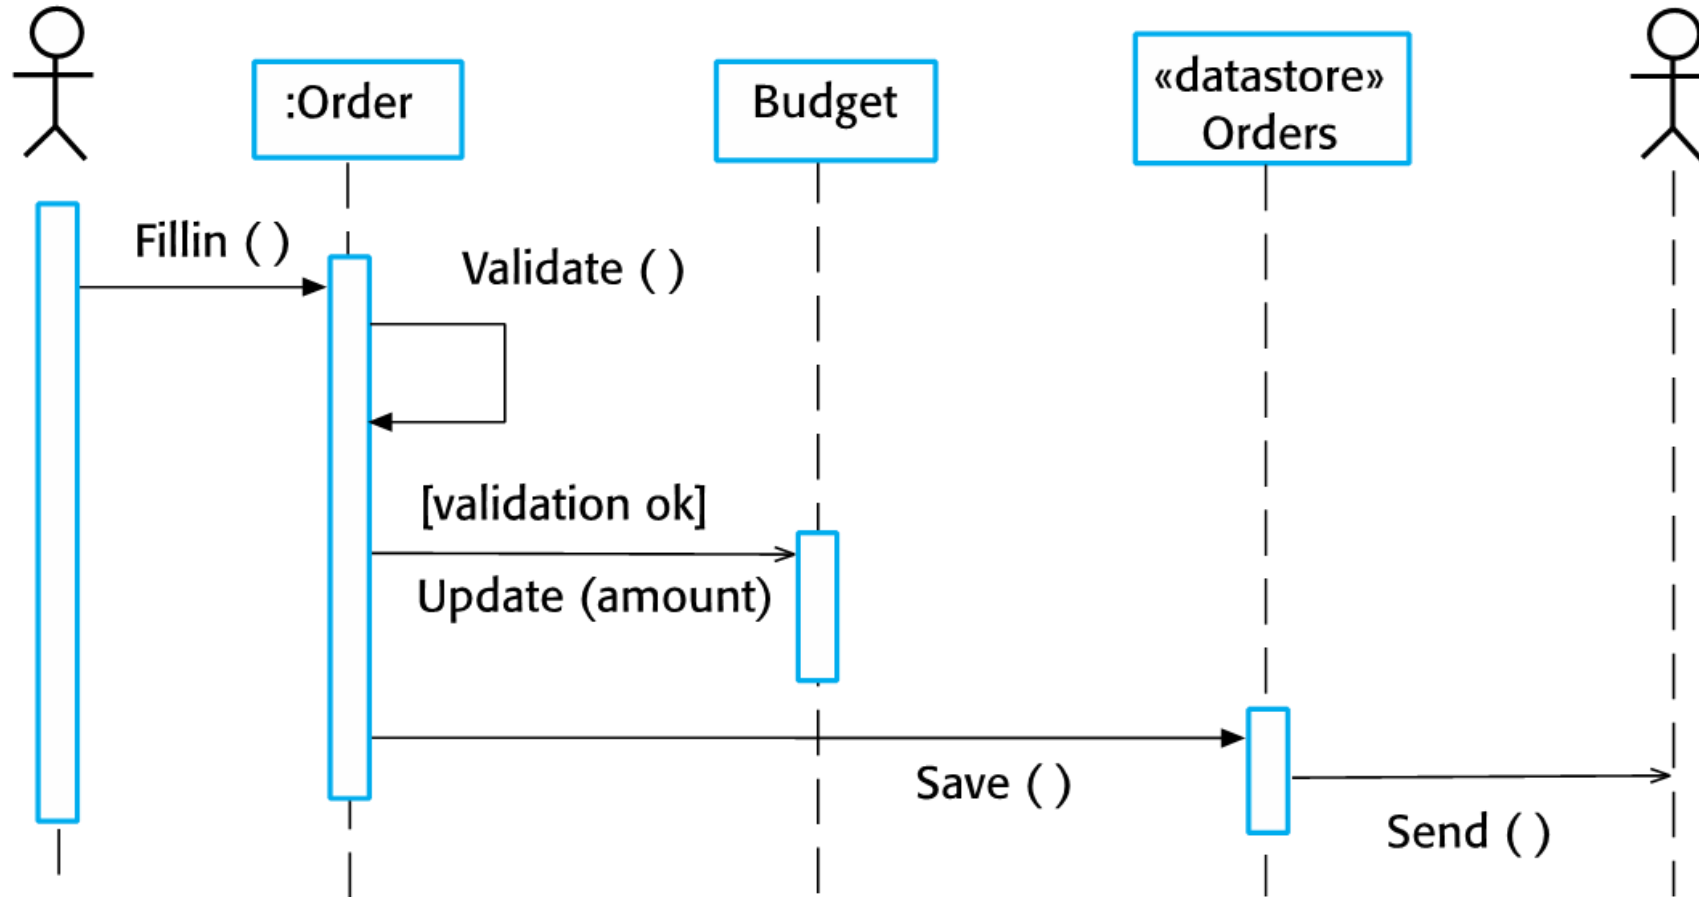 :Order
Budget
«datastore»
Orders
Fillin ( )
Validate ( )
[validation ok]
Update (amount)
Save ( )
Send ( )